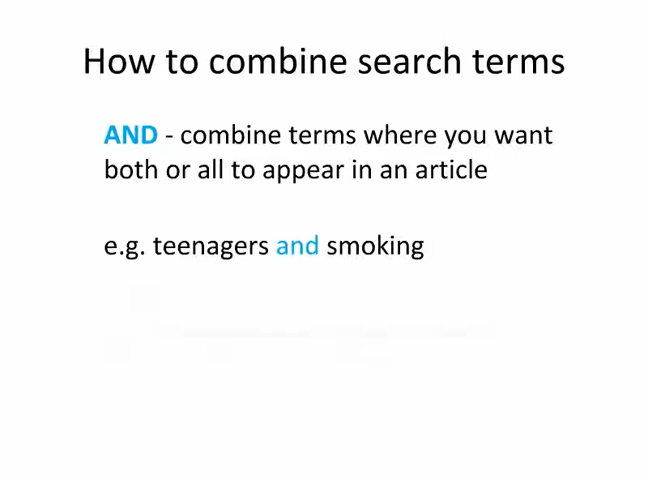 How to combine search terms
AND - combine terms where you want
both or all to appear in an article
e.g. teenagers and smoking